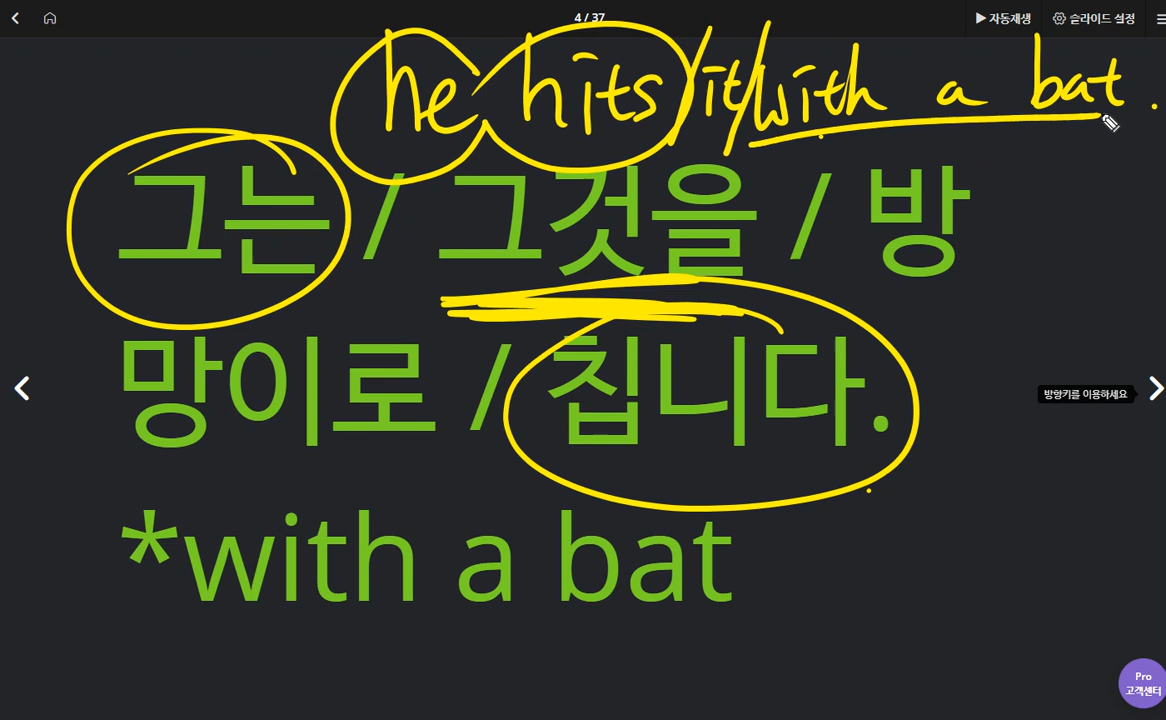 4 / 37
▶ 자동재생
슬라이드 설정
he hits / it / with a bat.
그는 / 그것을 / 방
망이로 / 칩니다.
방향키를 이용하세요
*with a bat
Pro
고객센터